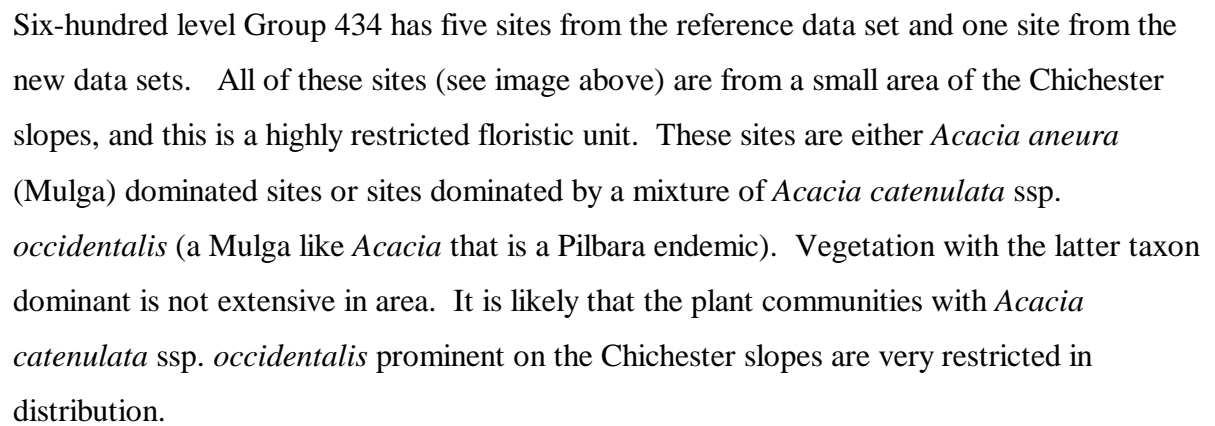 Six-hundred level Group 434 has five sites from the reference data set and one site from the
new data sets.   All of these sites (see image above) are from a small area of the Chichester
slopes, and this is a highly restricted floristic unit.  These sites are either Acacia aneura
(Mulga) dominated sites or sites dominated by a mixture of Acacia catenulata ssp.
occidentalis (a Mulga like Acacia that is a Pilbara endemic).  Vegetation with the latter taxon
dominant is not extensive in area.  It is likely that the plant communities with Acacia
catenulata ssp. occidentalis prominent on the Chichester slopes are very restricted in
distribution.